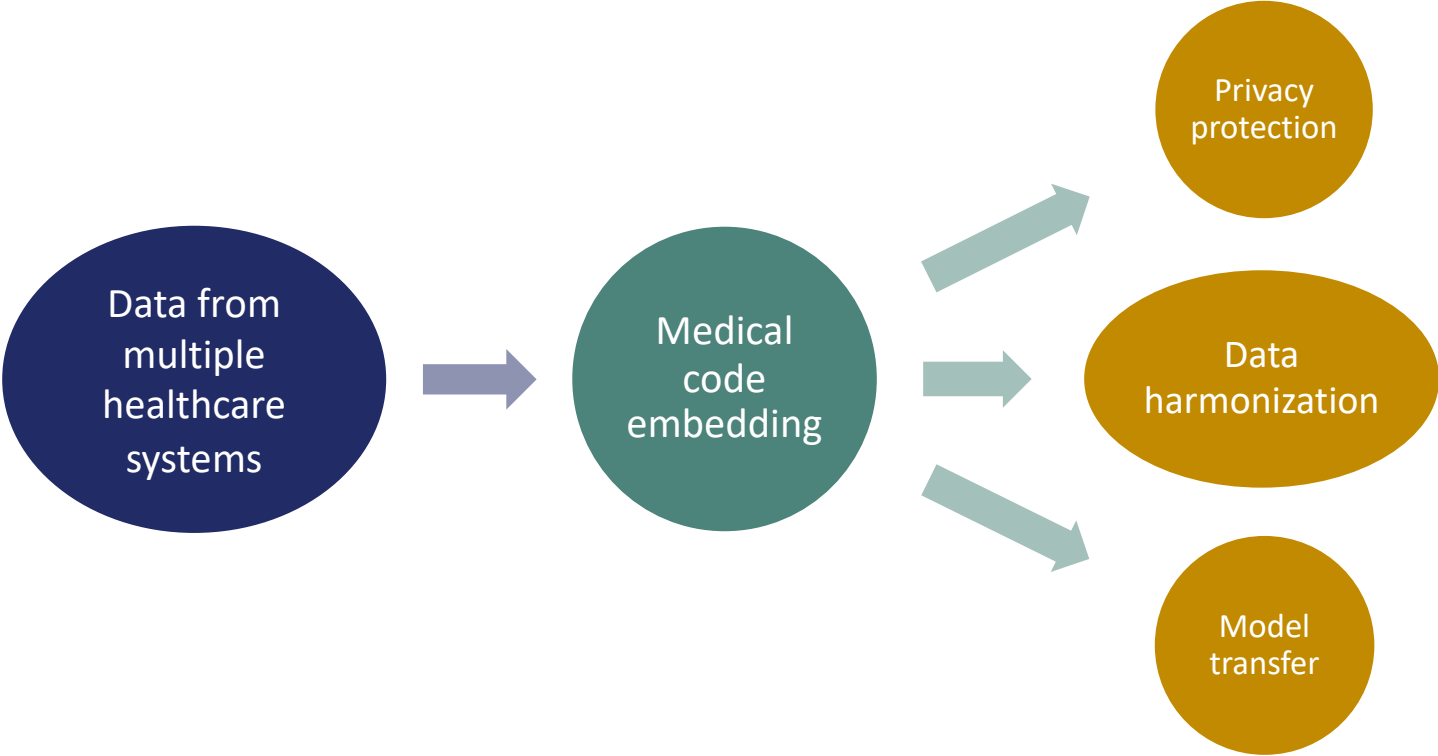 Data from
multiple
healthcare
systems
Medical
code
embedding
Privacy
protection
Data
harmonization
Model
transfer